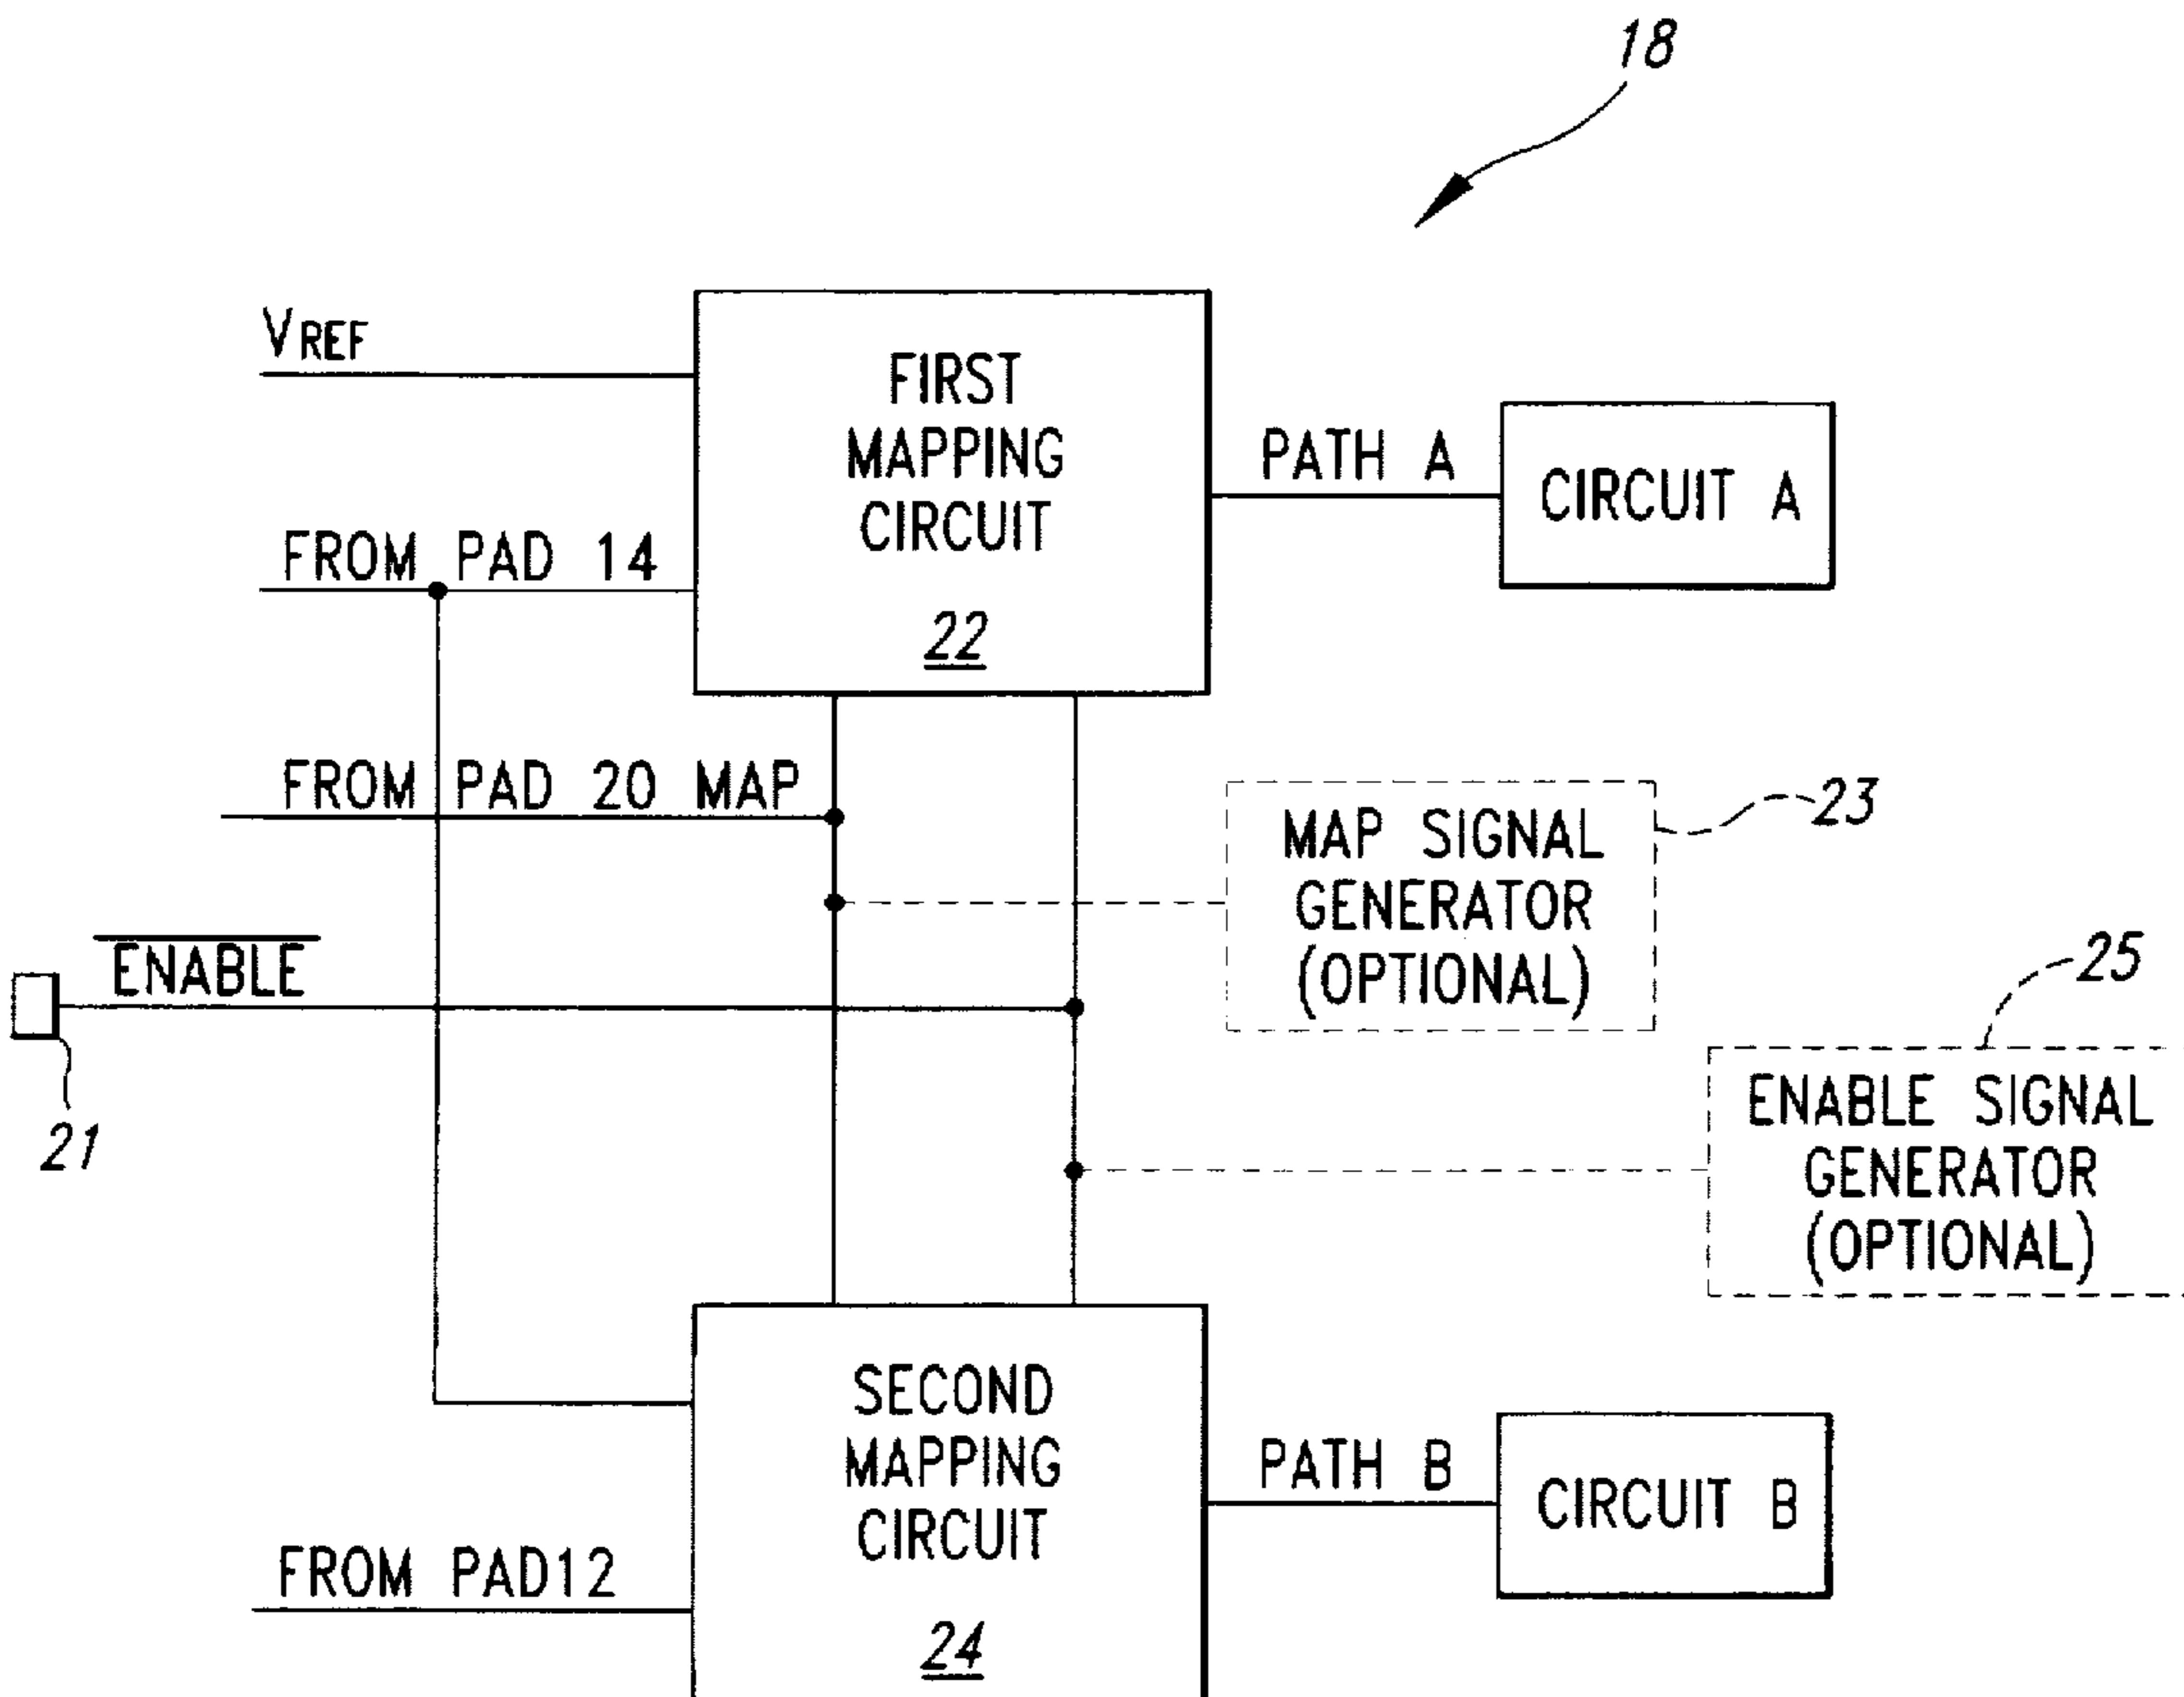 18
VREF
FIRST
MAPPING
CIRCUIT
22
PATH A
CIRCUIT A
FROM PAD 14
FROM PAD 20 MAP
MAP SIGNAL
GENERATOR
(OPTIONAL)
23
ENABLE
21
25
ENABLE SIGNAL
GENERATOR
(OPTIONAL)
SECOND
MAPPING
CIRCUIT
24
PATH B
CIRCUIT B
FROM PAD12